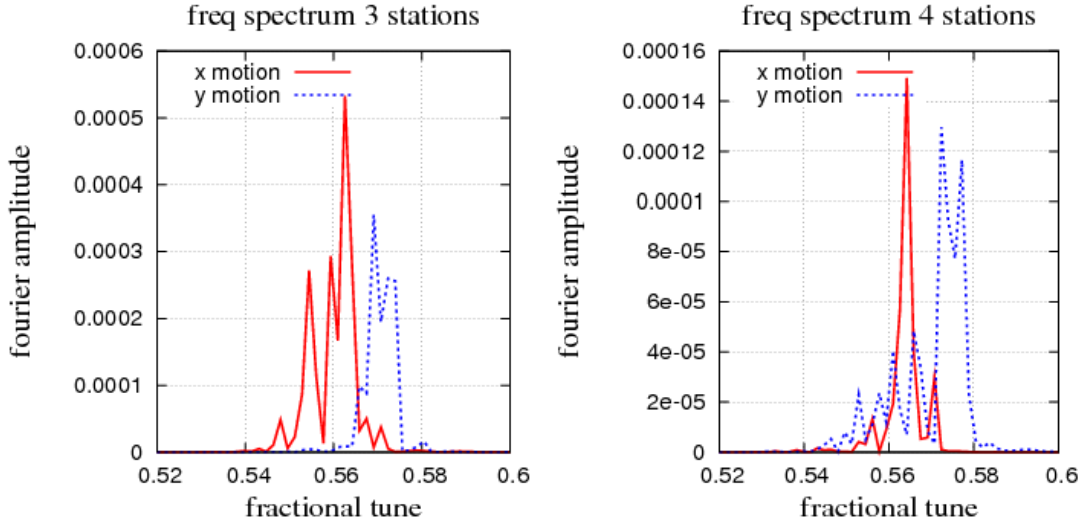 freq spectrum 3 stations
0.0006
0.0005
0.0004
0.0003
0.0002
0.0001
0
fourier amplitude
x motion
y motion
0.52
0.54
0.56
0.58
0.6
fractional tune
freq spectrum 4 stations
0.00016
0.00014
0.00012
0.0001
8e-05
6e-05
4e-05
2e-05
0
fourier amplitude
x motion
y motion
0.52
0.54
0.56
0.58
0.6
fractional tune